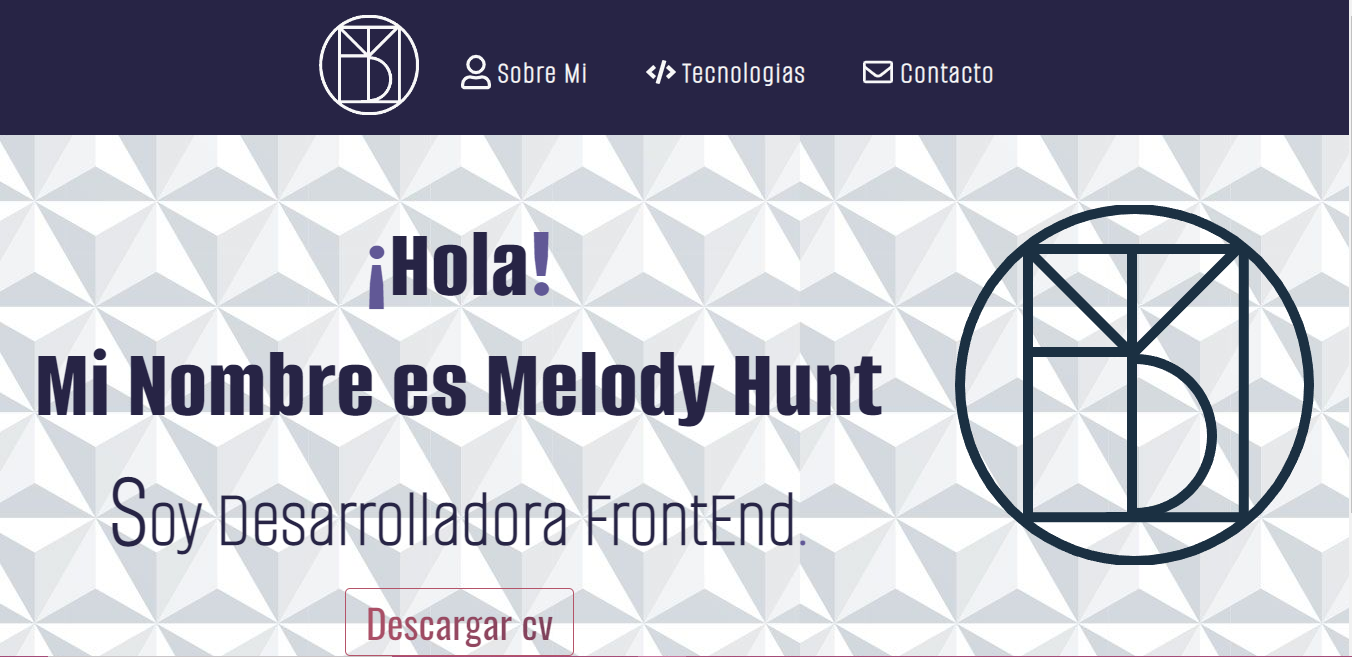 Sobre Mi
Tecnologias
Contacto
¡Hola!
Mi Nombre es Melody Hunt
Soy Desarrolladora FrontEnd.
Descargar cv